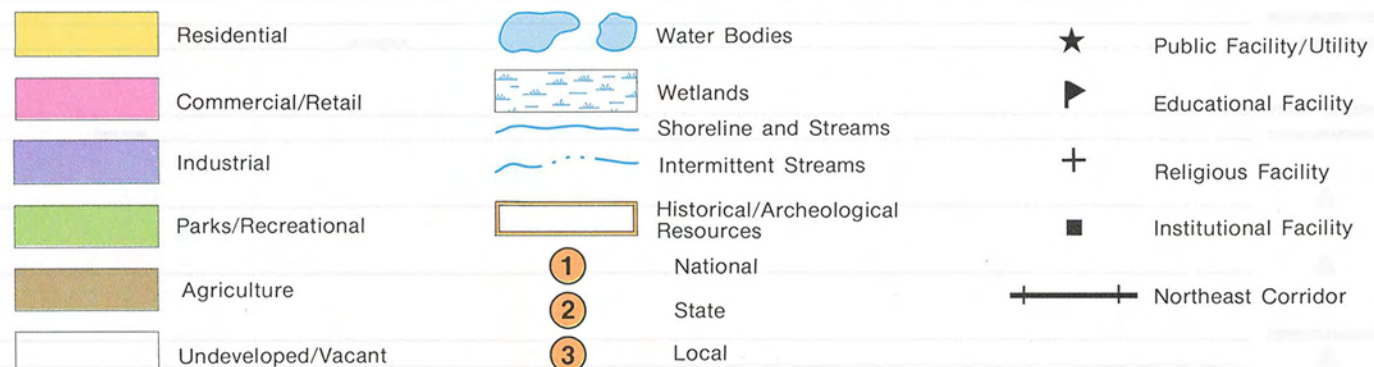 Residential
Commercial/Retail
Industrial
Parks/Recreational
Agriculture
Undeveloped/Vacant
Water Bodies
Wetlands
Shoreline and Streams
Intermittent Streams
Historical/Archeological
Resources
1 National
2 State
3 Local
Public Facility/Utility
Educational Facility
Religious Facility
Institutional Facility
Northeast Corridor